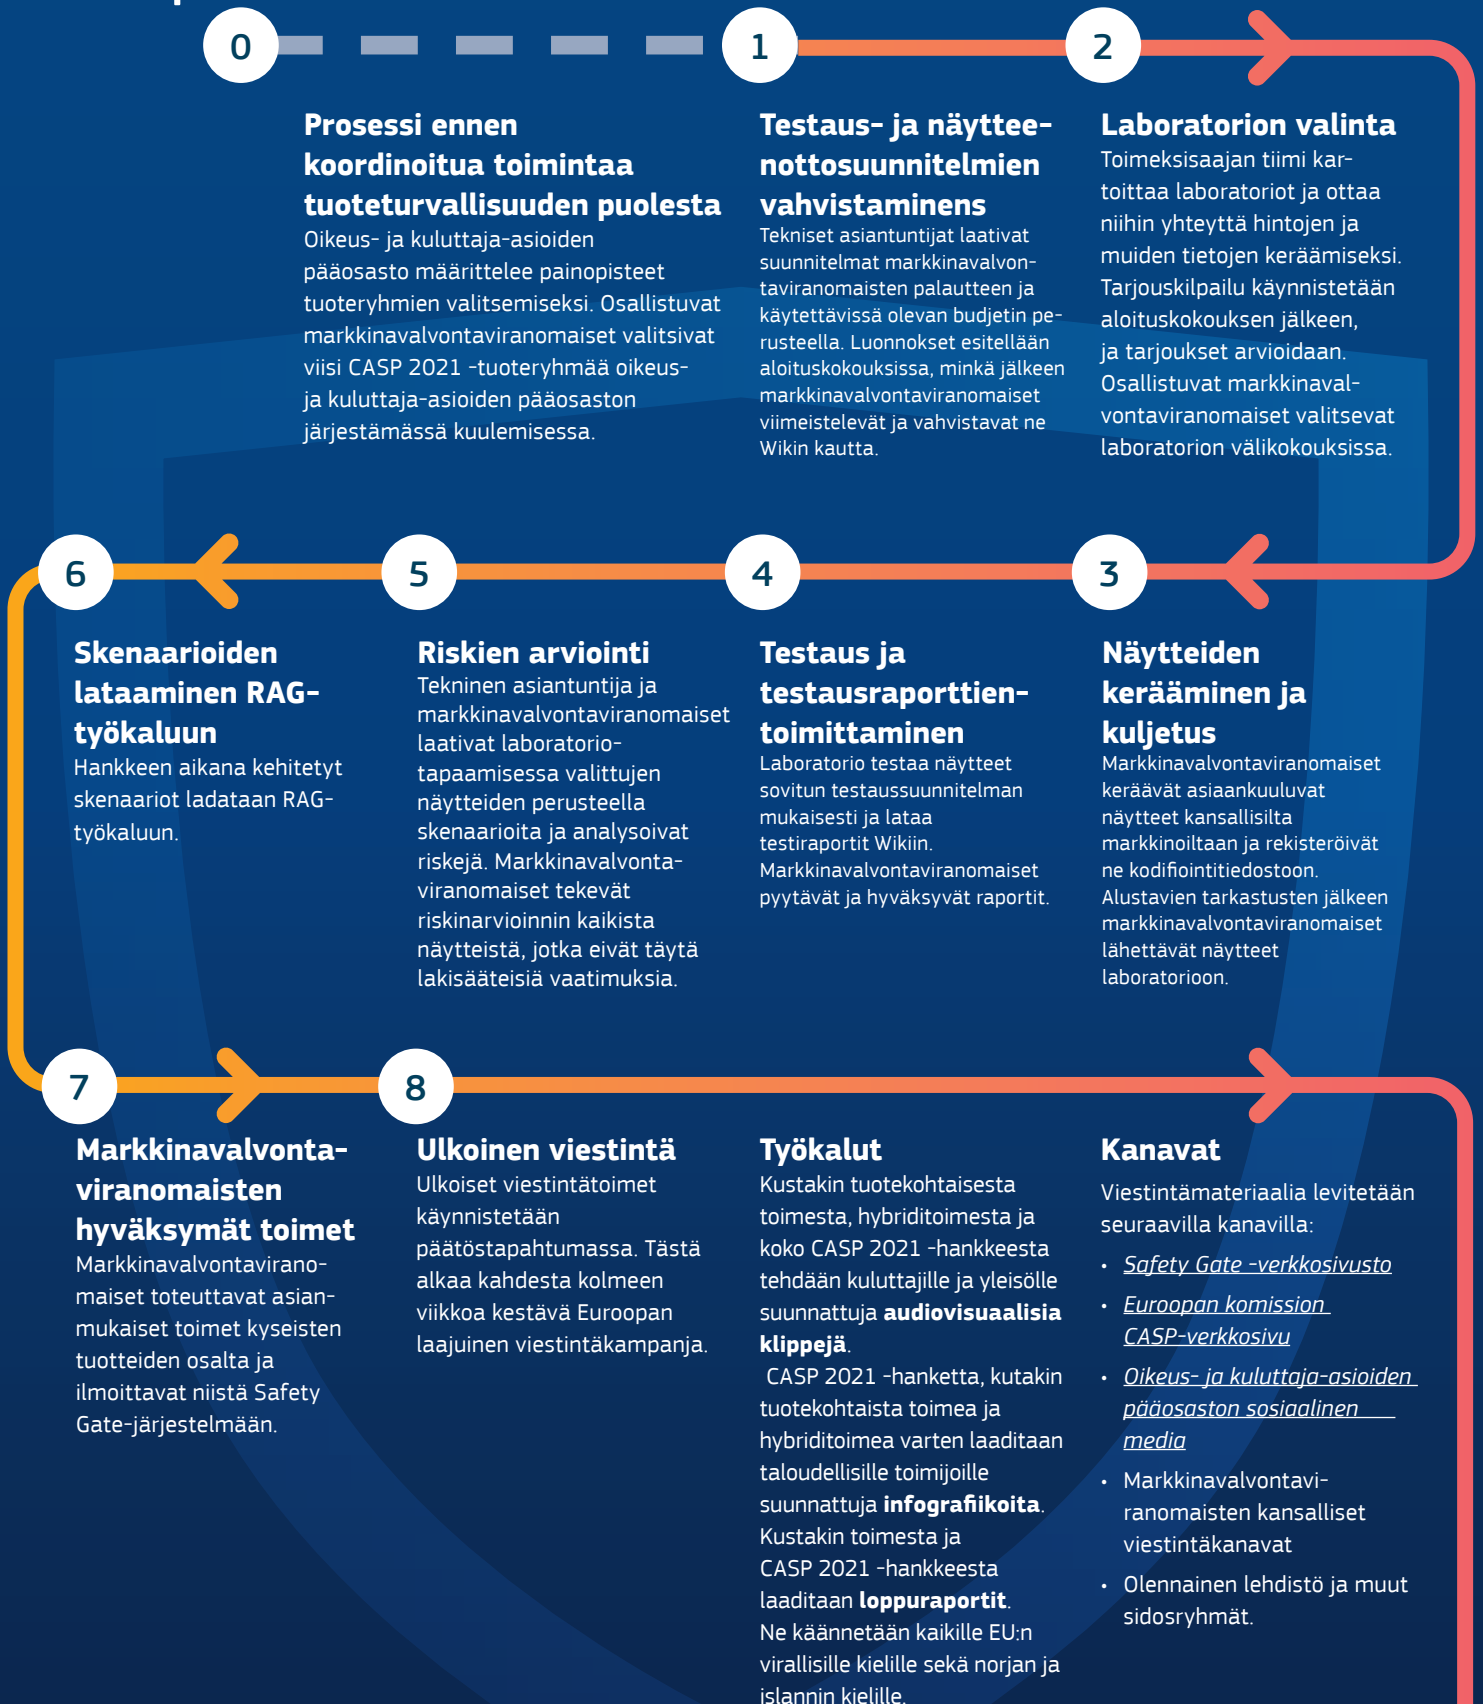 0
1
2
Prosessi ennen
koordinoitua toimintaa
tuoteturvallisuuden puolesta
Oikeus- ja kuluttaja-asioiden
pääosasto määrittelee painopisteet
tuoteryhmien valitsemiseksi. Osallistuvat
markkinavalvontaviranomaiset valitsivat
viisi CASP 2021 -tuoteryhmää oikeus-
ja kuluttaja-asioiden pääosaston
järjestämässä kuulemisessa.
Testaus- ja näyttee-
nottosuunnitelmien
vahvistaminens
Tekniset asiantuntijat laativat
suunnitelmat markkinavalvon-
taviranomaisten palautteen ja
käytettävissä olevan budjetin pe-
rusteella. Luonnokset esitellään
aloituskokouksissa, minkä jälkeen
markkinavalvontaviranomaiset
viimeistelevät ja vahvistavat ne
Wikin kautta.
Laboratorion valinta
Toimeksisaajan tiimi kar-
toittaa laboratoriot ja ottaa
niihin yhteyttä hintojen ja
muiden tietojen keräämiseksi.
Tarjouskilpailu käynnistetään
aloituskokouksen jälkeen,
ja tarjoukset arvioidaan.
Osallistuvat markkinaval-
vontaviranomaiset valitsevat
laboratorion välikokouksissa.
6
5
4
3
Skenaarioiden
lataaminen RAG-
työkaluun
Hankkeen aikana kehitetyt
skenaariot ladataan RAG-
työkaluun.
Riskien arviointi
Tekninen asiantuntija ja
markkinavalvontaviranomaiset
laativat laboratorio-
tapaamisessa valittujen
näytteiden perusteella
skenaarioita ja analysoivat
riskejä. Markkinavalvonta-
viranomaiset tekevät
riskinarvioinnin kaikista
näytteistä, jotka eivät täytä
lakisääteisiä vaatimuksia.
Testaus ja
testausraporttien-
toimittaminen
Laboratorio testaa näytteet
sovitun testaussuunnitelman
mukaisesti ja lataa
testiraportit Wikiin.
Markkinavalvontaviranomaiset
pyytävät ja hyväksyvät raportit.
Näytteiden
kerääminen ja
kuljetus
Markkinavalvontaviranomaiset
keräävät asiaankuuluvat
näytteet kansallisilta
markkinoiltaan ja rekisteröivät
ne kodifiointitiedostoon.
Alustavien tarkastusten jälkeen
markkinavalvontaviranomaiset
lähettävät näytteet
laboratorioon.
7
8
Markkinavalvonta-
viranomaisten
hyväksymät toimet
Markkinavalvontavirano-
maiset toteuttavat asian-
mukaiset toimet kyseisten
tuotteiden osalta ja
ilmoittavat niistä Safety
Gate-järjestelmään.
Ulkoinen viestintä
Ulkoiset viestintätoimet
käynnistetään
päätöstapahtumassa. Tästä
alkaa kahdesta kolmeen
viikkoa kestävä Euroopan
laajuinen viestintäkampanja.
Työkalut
Kustakin tuotekohtaisesta
toimesta, hybriditoimesta ja
koko CASP 2021 -hankkeesta
tehdään kuluttajille ja yleisölle
suunnattuja audiovisuaalisia
klippejä.
CASP 2021 -hanketta, kutakin
tuotekohtaista toimea ja
hybriditoimea varten laaditaan
taloudellisille toimijoille
suunnattuja infografiikoita.
Kustakin toimesta ja
CASP 2021 -hankkeesta
laaditaan loppuraportit.
Ne käännetään kaikille EU:n
virallisille kielille sekä norjan ja
islannin kielille.
Kanavat
Viestintämateriaalia levitetään
seuraavilla kanavilla:
• Safety Gate -verkkosivusto
• Euroopan komission
CASP-verkkosivu
• Oikeus- ja kuluttaja-asioiden
pääosaston sosiaalinen
media
• Markkinavalvontavi-
ranomaisten kansalliset
viestintäkanavat
• Olennainen lehdistö ja muut
sidosryhmät.